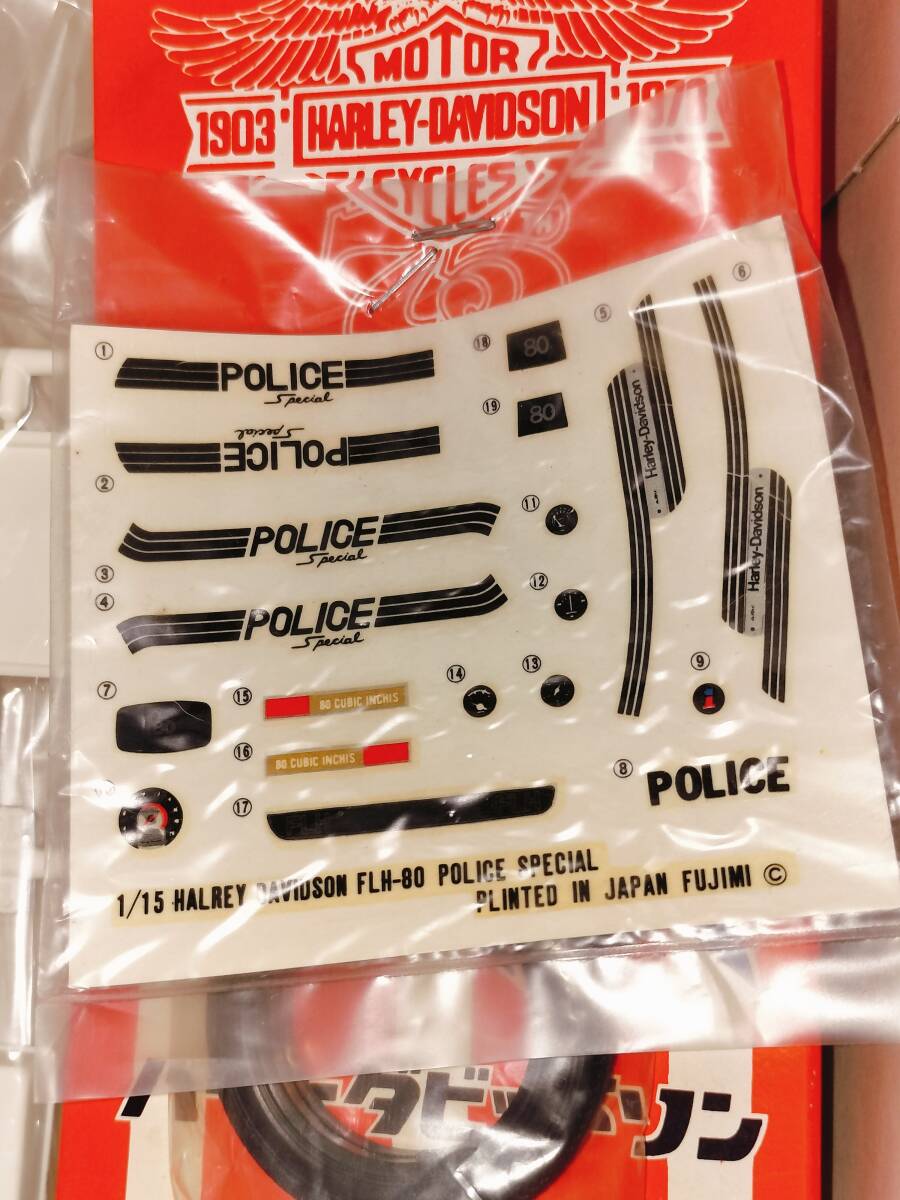 MOTOR
1903 HARLEY-DAVIDSON
CYCLES
① POLICE
Special
② POLICE
Special
③ POLICE
Special
④ POLICE
Special
⑤ Harley-Davidson
⑥ Harley-Davidson
⑦
⑧ POLICE
⑨
⑪
⑫
⑬
⑭
⑮ 80 CUBIC INCHIS
⑯ 80 CUBIC INCHIS
⑰
⑱ 80
⑲ 80
1/15 HALREY DAVIDSON FLH-80 POLICE SPECIAL
PLINTED IN JAPAN FUJIMI ©